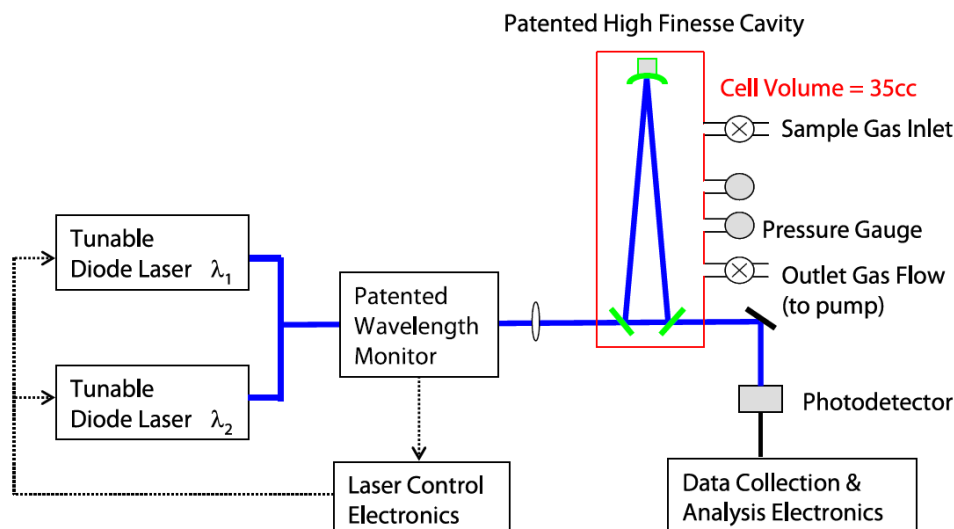 Patented High Finesse Cavity
Cell Volume = 35cc
Sample Gas Inlet
Pressure Gauge
Outlet Gas Flow
(to pump)
Tunable
Diode Laser λ₁
Patented
Wavelength
Monitor
Tunable
Diode Laser λ₂
Photodetector
Laser Control
Electronics
Data Collection &
Analysis Electronics